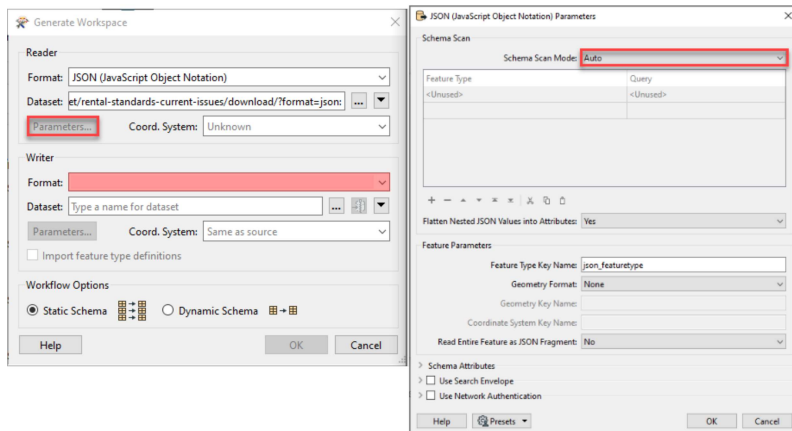 Generate Workspace
Reader
Format: JSON (JavaScript Object Notation)
Dataset: et/rental-standards-current-issues/download/?format=json: ...
Parameters... Coord. System: Unknown
Writer
Format:
Dataset: Type a name for dataset ...
Parameters... Coord. System: Same as source
Import feature type definitions
Workflow Options
Static Schema Dynamic Schema
Help OK Cancel
JSON (JavaScript Object Notation) Parameters
Schema Scan
Schema Scan Mode: Auto
Feature Type Query
<Unused> <Unused>
Flatten Nested JSON Values into Attributes: Yes
Feature Parameters
Feature Type Key Name: json_featuretype
Geometry Format: None
Geometry Key Name:
Coordinate System Key Name:
Read Entire Feature as JSON Fragment: No
Schema Attributes
Use Search Envelope
Use Network Authentication
Help Presets OK Cancel